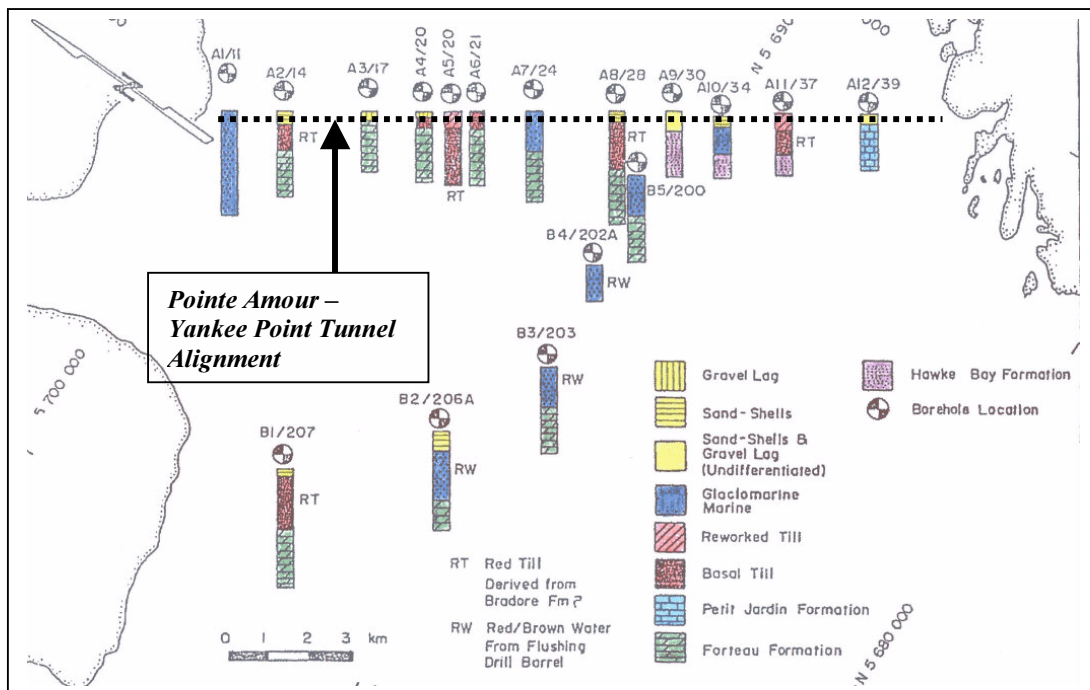 A1/11
A2/14
A3/17
A4/20
A5/20
A6/21
A7/24
A8/28
A9/30
N 5 690
A10/34
A11/37
A12/39
RT
RT
RT
RT
B5/200
B4/202A
RW
Pointe Amour –
Yankee Point Tunnel
Alignment
B3/203
RW
5 700 000
B2/206A
RW
B1/207
RT
Gravel Lag
Sand-Shells
Sand-Shells &
Gravel Lag
(Undifferentiated)
Glaciomarine
Marine
Reworked Till
Basal Till
Petit Jardin Formation
Forteau Formation
Hawke Bay Formation
Borehole Location
RT Red Till
Derived from
Bradore Fm?
RW Red/Brown Water
From Flushing
Drill Barrel
0 1 2 3 km
N 5 680 000